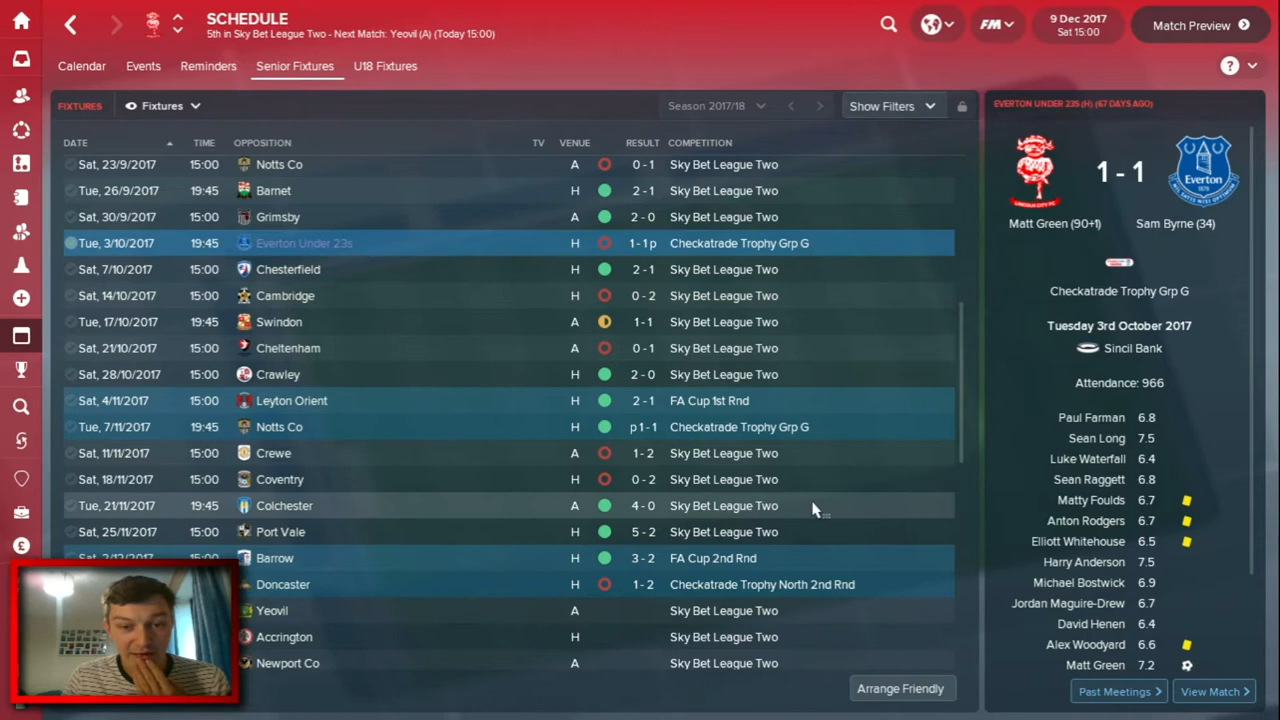 SCHEDULE
5th in Sky Bet League Two - Next Match: Yeovil (A) (Today 15:00)
FM
9 Dec 2017
Sat 15:00
Match Preview
Calendar Events Reminders Senior Fixtures U18 Fixtures
?
FIXTURES Fixtures Season 2017/18 Show Filters
DATE TIME OPPOSITION TV VENUE RESULT COMPETITION
Sat, 23/9/2017 15:00 Notts Co A 0 - 1 Sky Bet League Two
Tue, 26/9/2017 19:45 Barnet H 2 - 1 Sky Bet League Two
Sat, 30/9/2017 15:00 Grimsby A 2 - 0 Sky Bet League Two
Tue, 3/10/2017 19:45 Everton Under 23s H 1 - 1 p Checkatrade Trophy Grp G
Sat, 7/10/2017 15:00 Chesterfield H 2 - 1 Sky Bet League Two
Sat, 14/10/2017 15:00 Cambridge H 0 - 2 Sky Bet League Two
Tue, 17/10/2017 19:45 Swindon A 1 - 1 Sky Bet League Two
Sat, 21/10/2017 15:00 Cheltenham A 0 - 1 Sky Bet League Two
Sat, 28/10/2017 15:00 Crawley H 2 - 0 Sky Bet League Two
Sat, 4/11/2017 15:00 Leyton Orient H 2 - 1 FA Cup 1st Rnd
Tue, 7/11/2017 19:45 Notts Co H p 1 - 1 Checkatrade Trophy Grp G
Sat, 11/11/2017 15:00 Crewe A 1 - 2 Sky Bet League Two
Sat, 18/11/2017 15:00 Coventry H 0 - 2 Sky Bet League Two
Tue, 21/11/2017 19:45 Colchester A 4 - 0 Sky Bet League Two
Sat, 25/11/2017 15:00 Port Vale H 5 - 2 Sky Bet League Two
Sat, 2/12/2017 15:00 Barrow H 3 - 2 FA Cup 2nd Rnd
Doncaster H 1 - 2 Checkatrade Trophy North 2nd Rnd
Yeovil A Sky Bet League Two
Accrington H Sky Bet League Two
Newport Co A Sky Bet League Two
Arrange Friendly
EVERTON UNDER 23S (H) (67 DAYS AGO)
1 - 1
LINCOLN CITY FC
Everton
1878
NIL SATIS NISI OPTIMUM
Matt Green (90+1) Sam Byrne (34)
Checkatrade Trophy Grp G
Tuesday 3rd October 2017
Sincil Bank
Attendance: 966
Paul Farman 6.8
Sean Long 7.5
Luke Waterfall 6.4
Sean Raggett 6.8
Matty Foulds 6.7
Anton Rodgers 6.7
Elliott Whitehouse 6.5
Harry Anderson 7.5
Michael Bostwick 6.9
Jordan Maguire-Drew 6.7
David Henen 6.4
Alex Woodyard 6.6
Matt Green 7.2
Past Meetings View Match